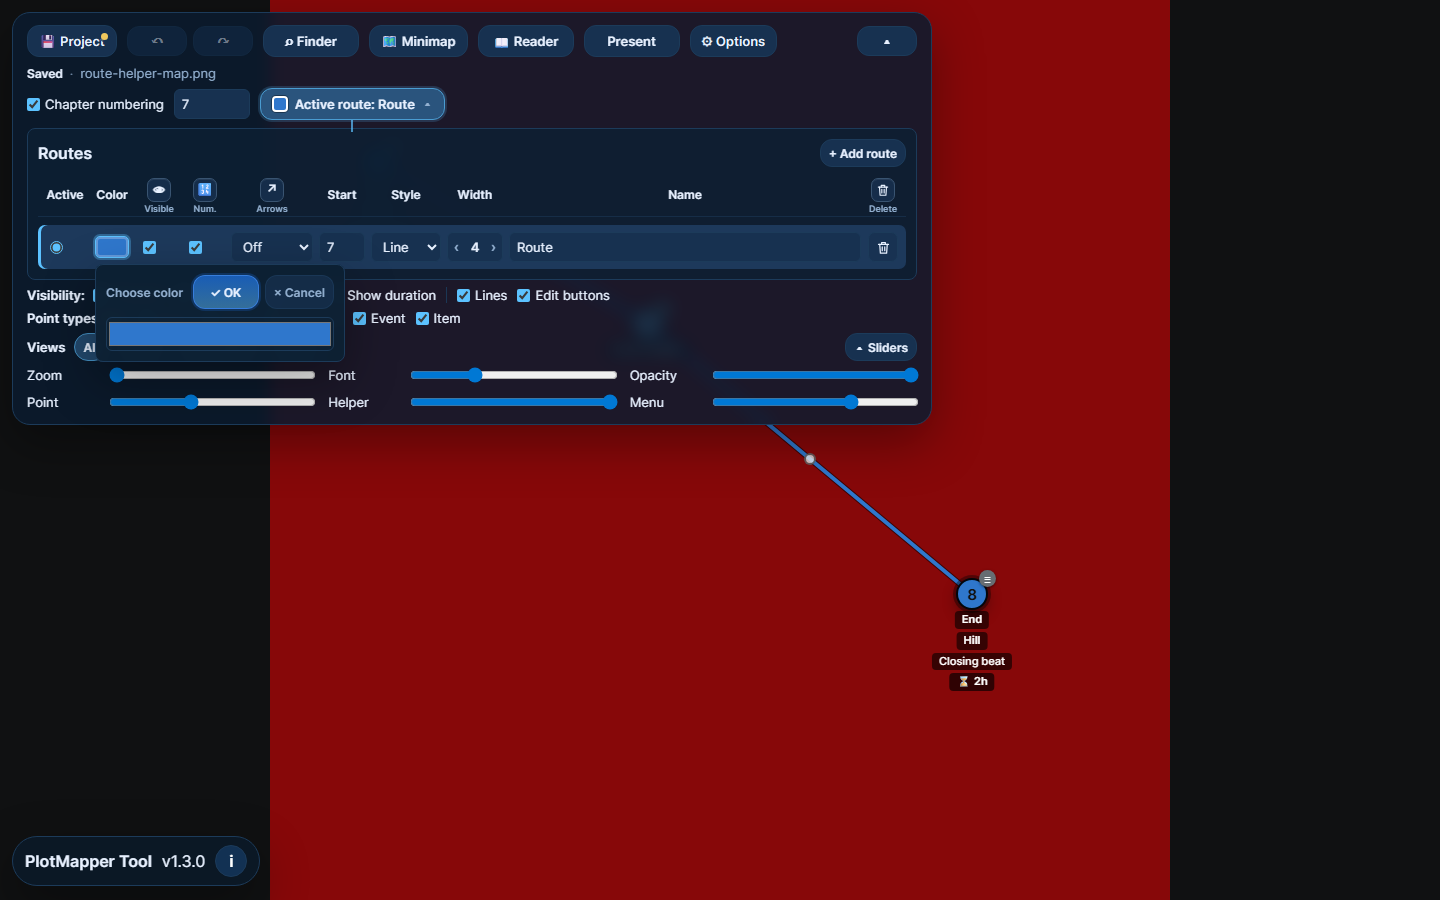 Project Finder Minimap Reader Present Options
Saved · route-helper-map.png
Chapter numbering 7 Active route: Route
Routes + Add route
Active Color Visible Num. Arrows Start Style Width Name Delete
Off 7 Line ‹ 4 › Route
Choose color ✓ OK × Cancel
Visibility: Show duration Lines Edit buttons
Point types Event Item
Views Sliders
Zoom Font Opacity
Point Helper Menu
8
End
Hill
Closing beat
⌛ 2h
PlotMapper Tool v1.3.0 i